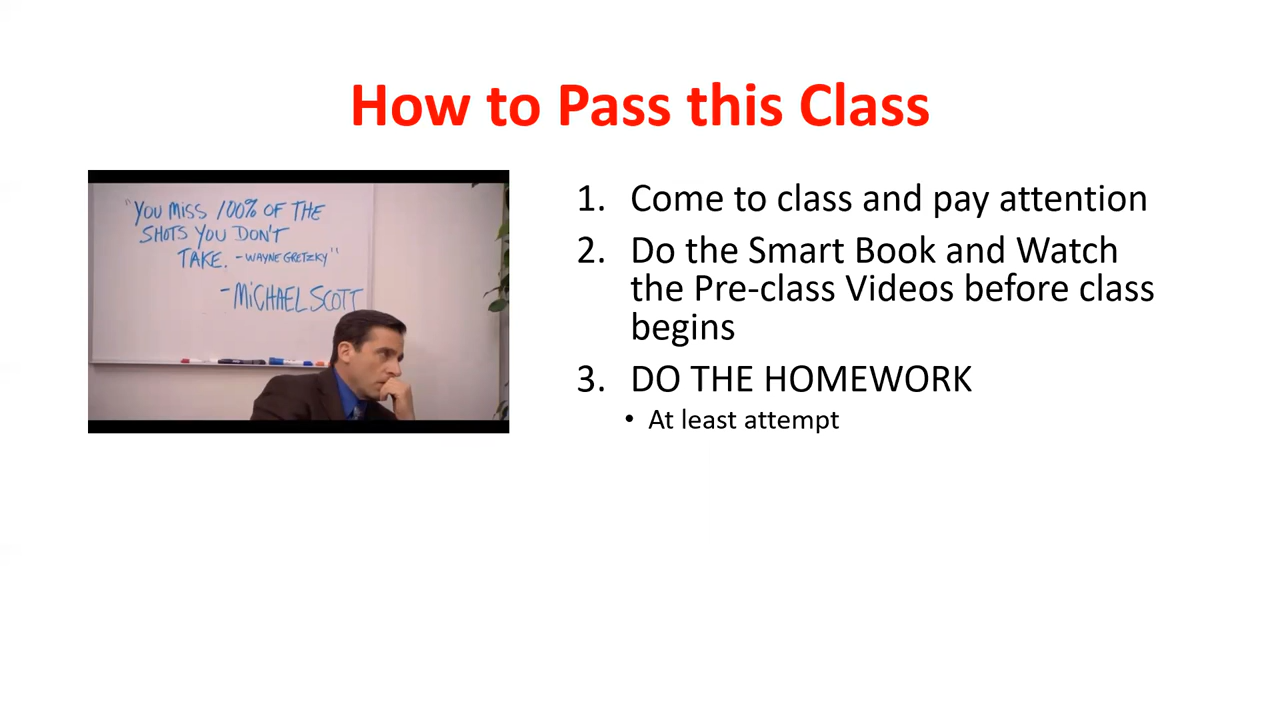 How to Pass this Class
"YOU MISS 100% OF THE
SHOTS YOU DON'T
TAKE. - WAYNE GRETZKY"
- MICHAEL SCOTT
1. Come to class and pay attention
2. Do the Smart Book and Watch
the Pre-class Videos before class
begins
3. DO THE HOMEWORK
• At least attempt